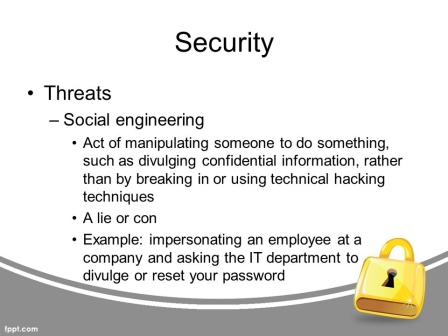 Security
• Threats
– Social engineering
• Act of manipulating someone to do something,
such as divulging confidential information, rather
than by breaking in or using technical hacking
techniques
• A lie or con
• Example: impersonating an employee at a
company and asking the IT department to
divulge or reset your password
fppt.com